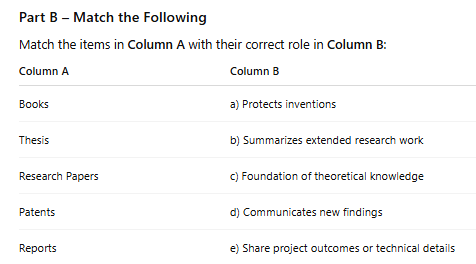 Part B – Match the Following
Match the items in Column A with their correct role in Column B:
Column A Column B
Books a) Protects inventions
Thesis b) Summarizes extended research work
Research Papers c) Foundation of theoretical knowledge
Patents d) Communicates new findings
Reports e) Share project outcomes or technical details